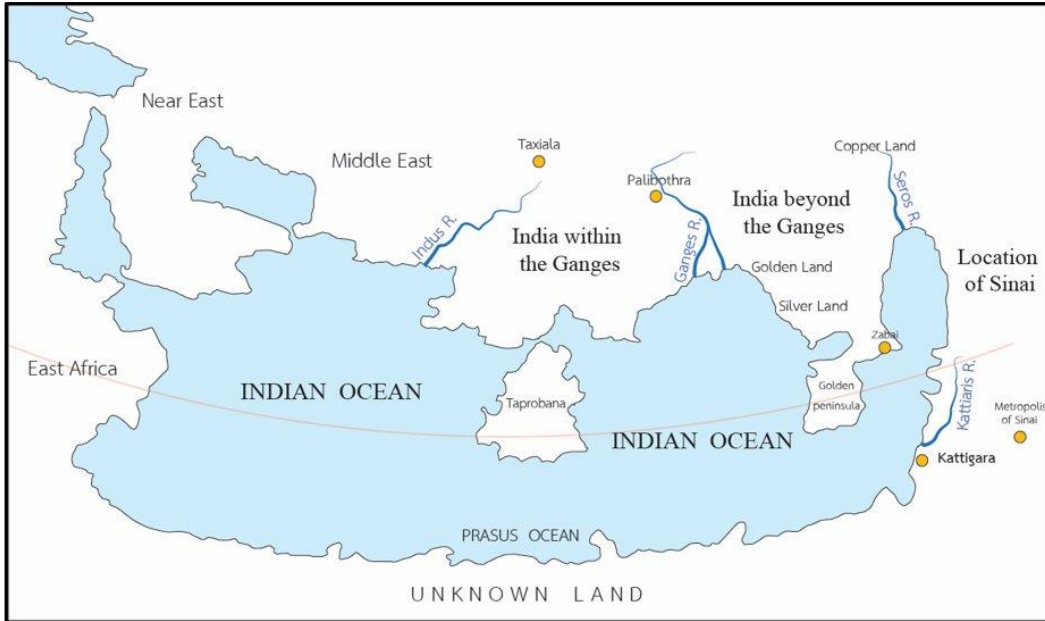 Near East
Middle East
Taxiala
Copper Land
Palibothra
Seros R.
India beyond
the Ganges
Indus R.
India within
the Ganges
Ganges R.
Golden Land
Location
of Sinai
Silver Land
Zabai
East Africa
INDIAN OCEAN
Taprobana
Golden
peninsula
Kattiaris R.
Metropolis
of Sinai
INDIAN OCEAN
Kattigara
PRASUS OCEAN
UNKNOWN LAND